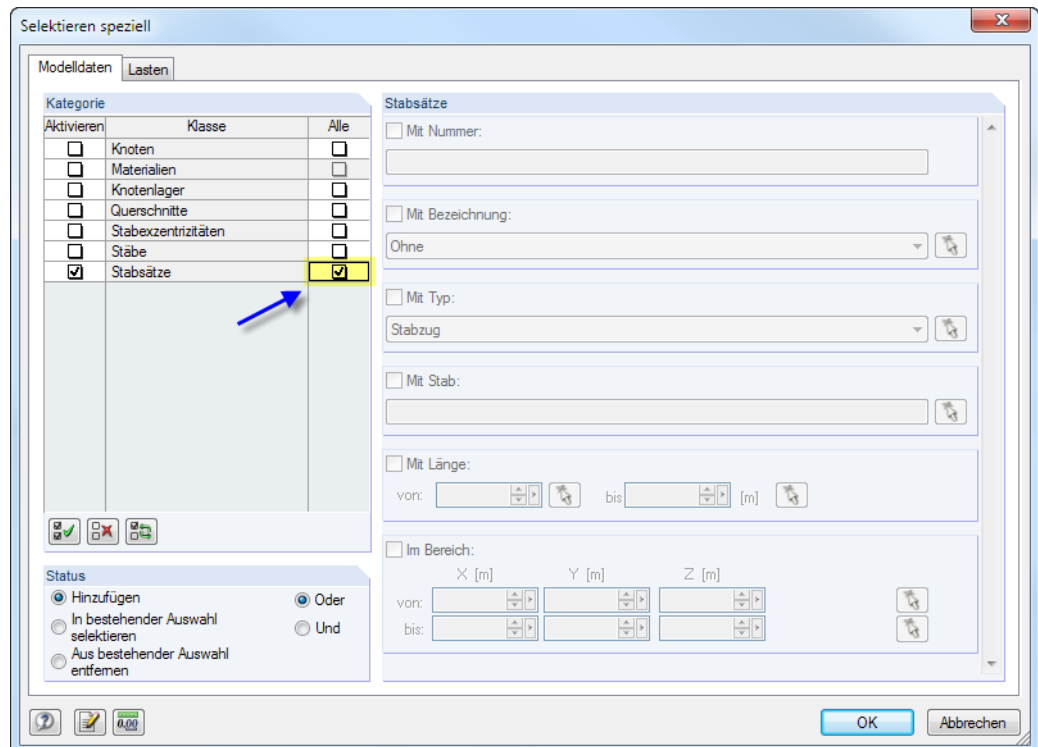 Selektieren speziell
Modelldaten Lasten
Kategorie
Aktivieren Klasse Alle
Knoten
Materialien
Knotenlager
Querschnitte
Stabexzentrizitäten
Stäbe
Stabsätze
Status
Hinzufügen
In bestehender Auswahl
selektieren
Aus bestehender Auswahl
entfernen
Oder
Und
Stabsätze
Mit Nummer:
Mit Bezeichnung:
Ohne
Mit Typ:
Stabzug
Mit Stab:
Mit Länge:
von: bis [m]
Im Bereich:
X [m] Y [m] Z [m]
von:
bis:
0.00
OK Abbrechen